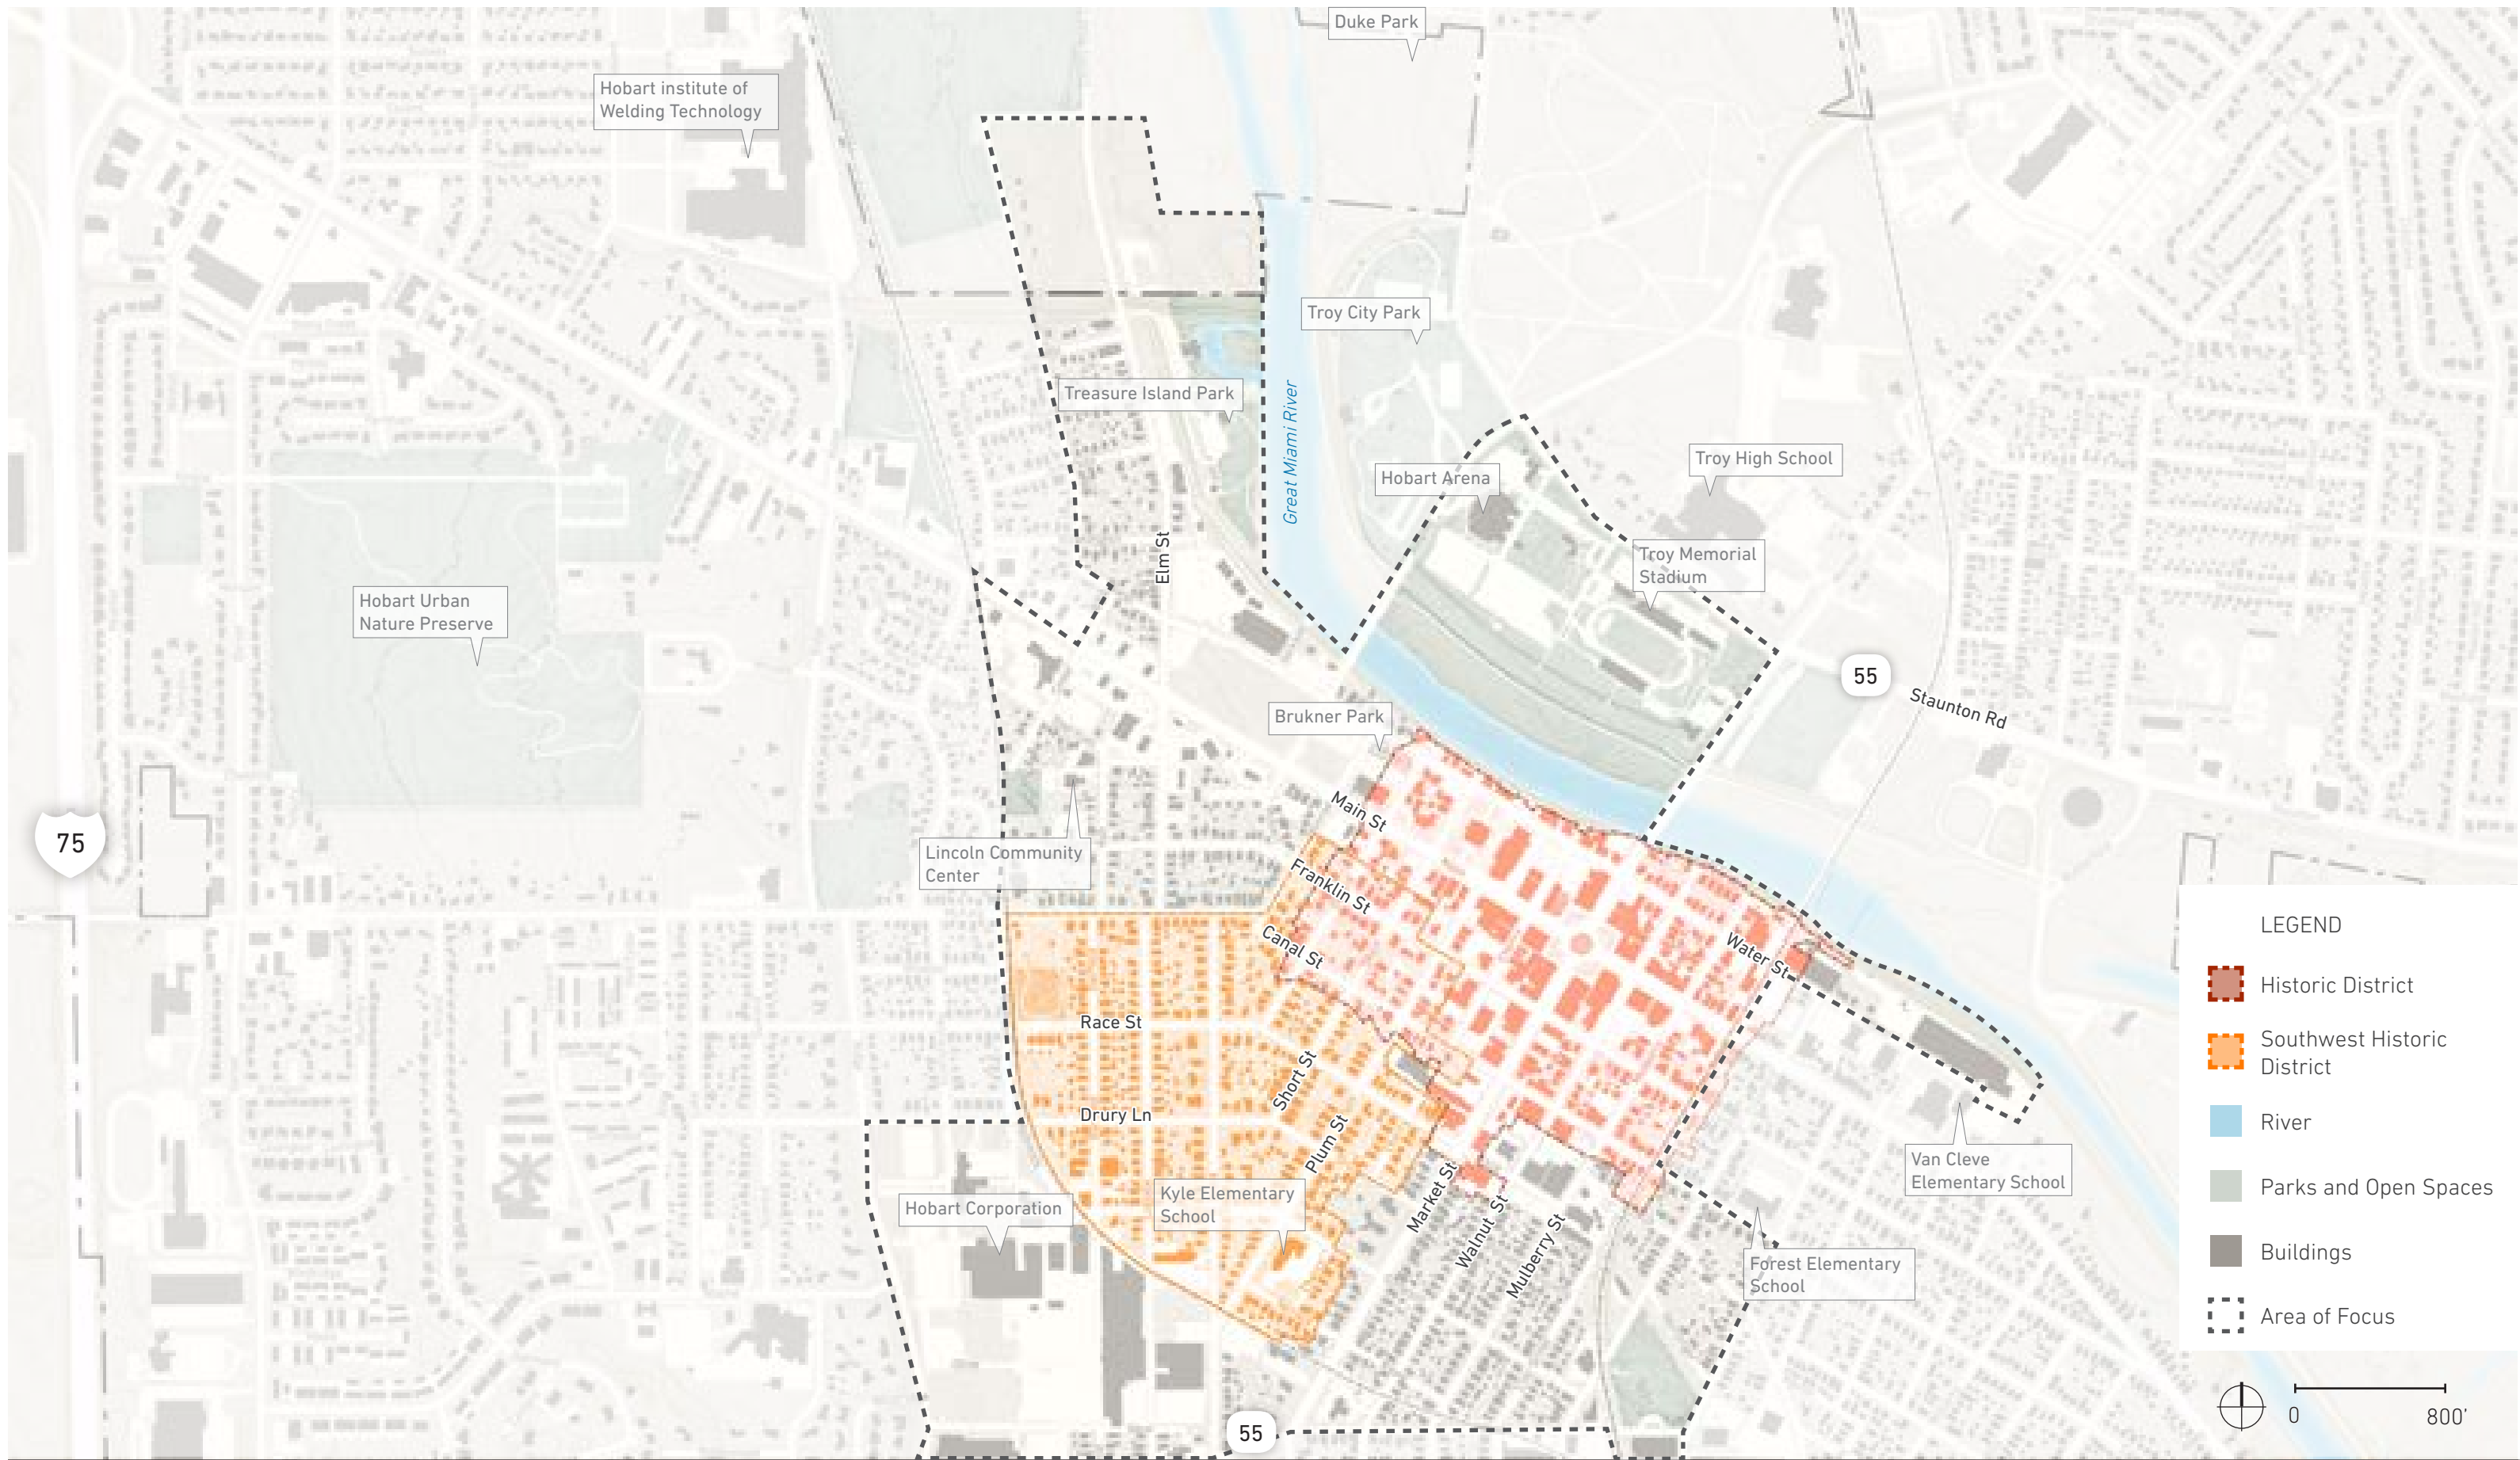 Duke Park
Hobart institute of
Welding Technology
Troy City Park
Treasure Island Park
Great Miami River
Hobart Arena
Troy High School
Troy Memorial
Stadium
Elm St
Hobart Urban
Nature Preserve
55
Staunton Rd
Brukner Park
Main St
75
Lincoln Community
Center
Franklin St
Canal St
Water St
Race St
Short St
Drury Ln
Plum St
Kyle Elementary
School
Hobart Corporation
Market St
Walnut St
Mulberry St
Van Cleve
Elementary School
Forest Elementary
School
55
LEGEND
Historic District
Southwest Historic
District
River
Parks and Open Spaces
Buildings
Area of Focus
0 800'